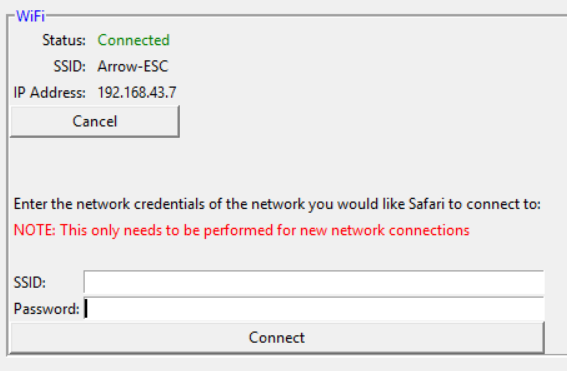 WiFi
Status: Connected
SSID: Arrow-ESC
IP Address: 192.168.43.7
Cancel
Enter the network credentials of the network you would like Safari to connect to:
NOTE: This only needs to be performed for new network connections
SSID:
Password:
Connect